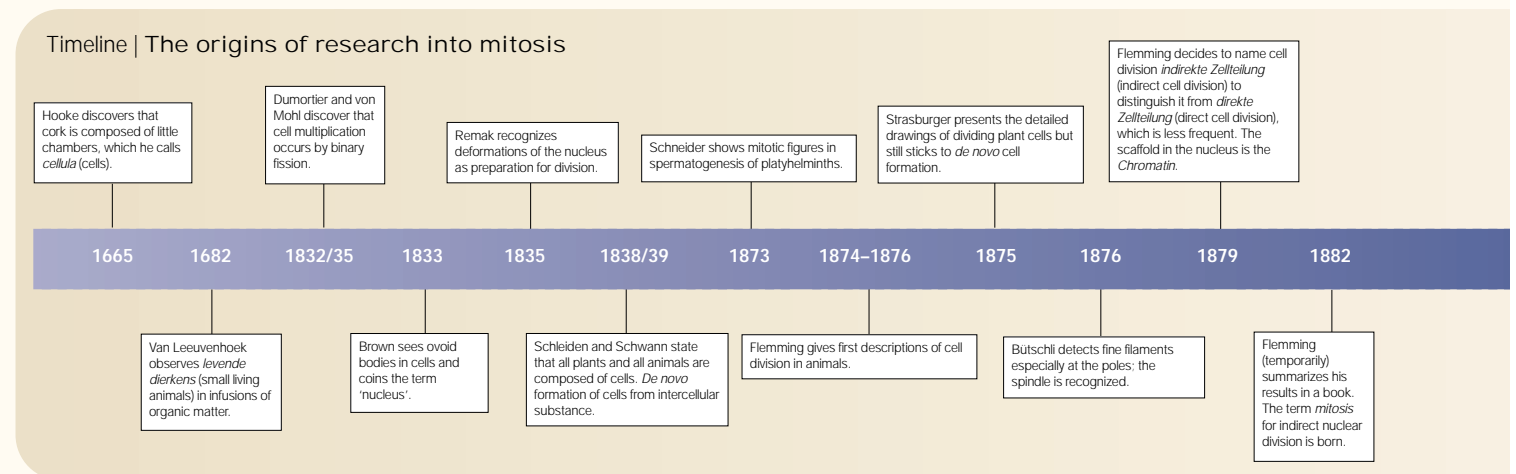 Timeline | The origins of research into mitosis
Hooke discovers that
cork is composed of little
chambers, which he calls
cellula (cells).
Dumortier and von
Mohl discover that
cell multiplication
occurs by binary
fission.
Remak recognizes
deformations of the nucleus
as preparation for division.
Schneider shows mitotic figures in
spermatogenesis of platyhelminths.
Strasburger presents the detailed
drawings of dividing plant cells but
still sticks to de novo cell
formation.
Flemming decides to name cell
division indirekte Zellteilung
(indirect cell division) to
distinguish it from direkte
Zellteilung (direct cell division),
which is less frequent. The
scaffold in the nucleus is the
Chromatin.
1665 1682 1832/35 1833 1835 1838/39 1873 1874–1876 1875 1876 1879 1882
Van Leeuvenhoek
observes levende
dierkens (small living
animals) in infusions of
organic matter.
Brown sees ovoid
bodies in cells and
coins the term
‘nucleus’.
Schleiden and Schwann state
that all plants and all animals are
composed of cells. De novo
formation of cells from intercellular
substance.
Flemming gives first descriptions of cell
division in animals.
Bütschli detects fine filaments
especially at the poles; the
spindle is recognized.
Flemming
(temporarily)
summarizes his
results in a book.
The term mitosis
for indirect nuclear
division is born.